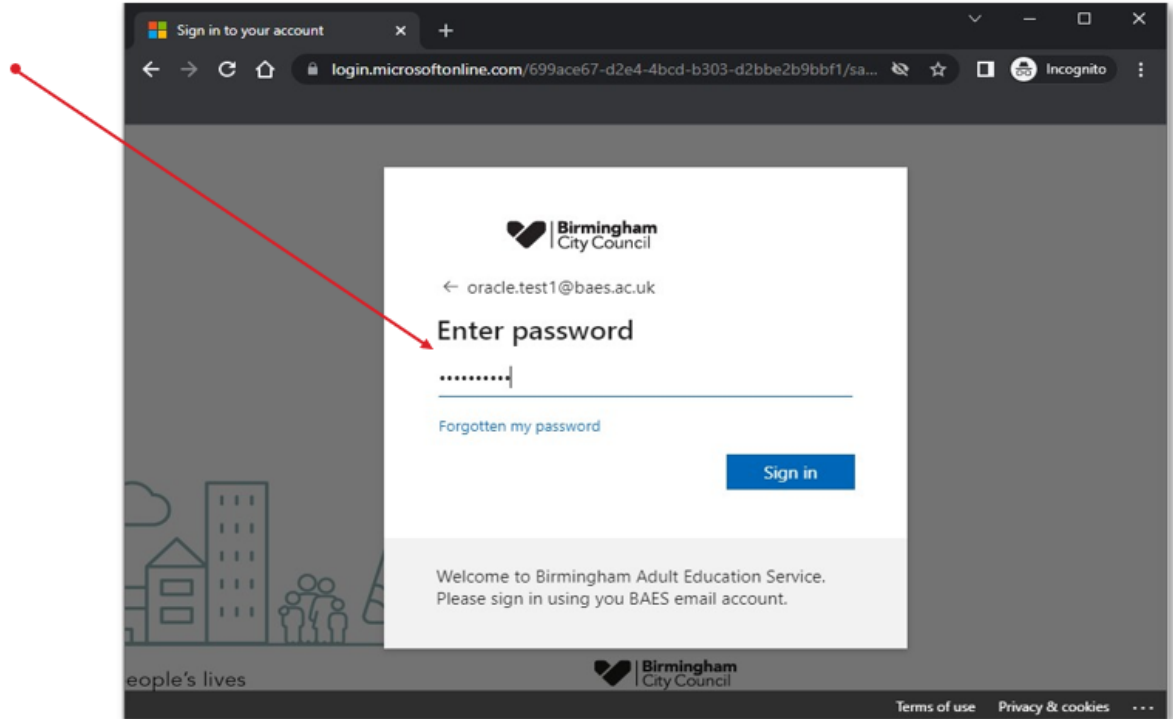 Sign in to your account
login.microsoftonline.com/699ace67-d2e4-4bcd-b303-d2bbe2b9bbf1/sa...
Incognito
Birmingham
City Council
oracle.test1@baes.ac.uk
Enter password
Forgotten my password
Sign in
Welcome to Birmingham Adult Education Service.
Please sign in using you BAES email account.
eople's lives
Birmingham
City Council
Terms of use Privacy & cookies ...